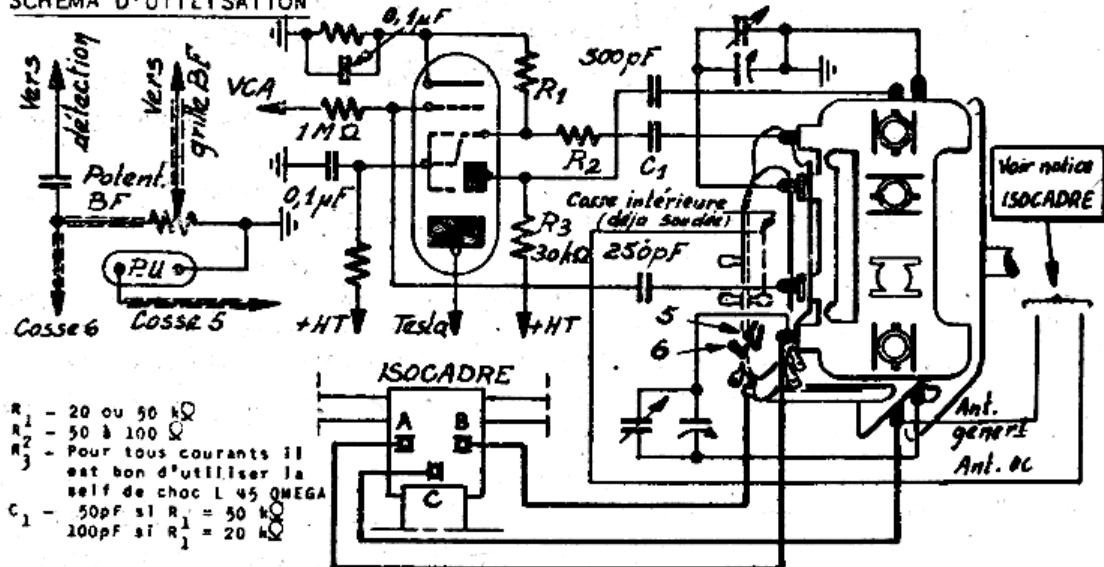 SCHEMA D'UTILISATION
0,1µF
Vers détection
Vers grille BF
VCA
1MΩ
R1
500pF
R2
C1
Voir notice
ISOCADRE
0,1µF
Potent.
BF
Cosse intérieure
(déja soudée)
R3
30kΩ
250pF
P.U
Cosse 6
Cosse 5
+HT
Tesla
+HT
5
6
ISOCADRE
A
B
C
Ant.
Ant. OC
R1 - 20 ou 50 kΩ
R2 - 50 à 100 Ω
R3 - Pour tous courants il
est bon d'utiliser la
self de choc L 45 OMEGA
C1 - 50pF si R1 = 50 kΩ
100pF si R1 = 20 kΩ